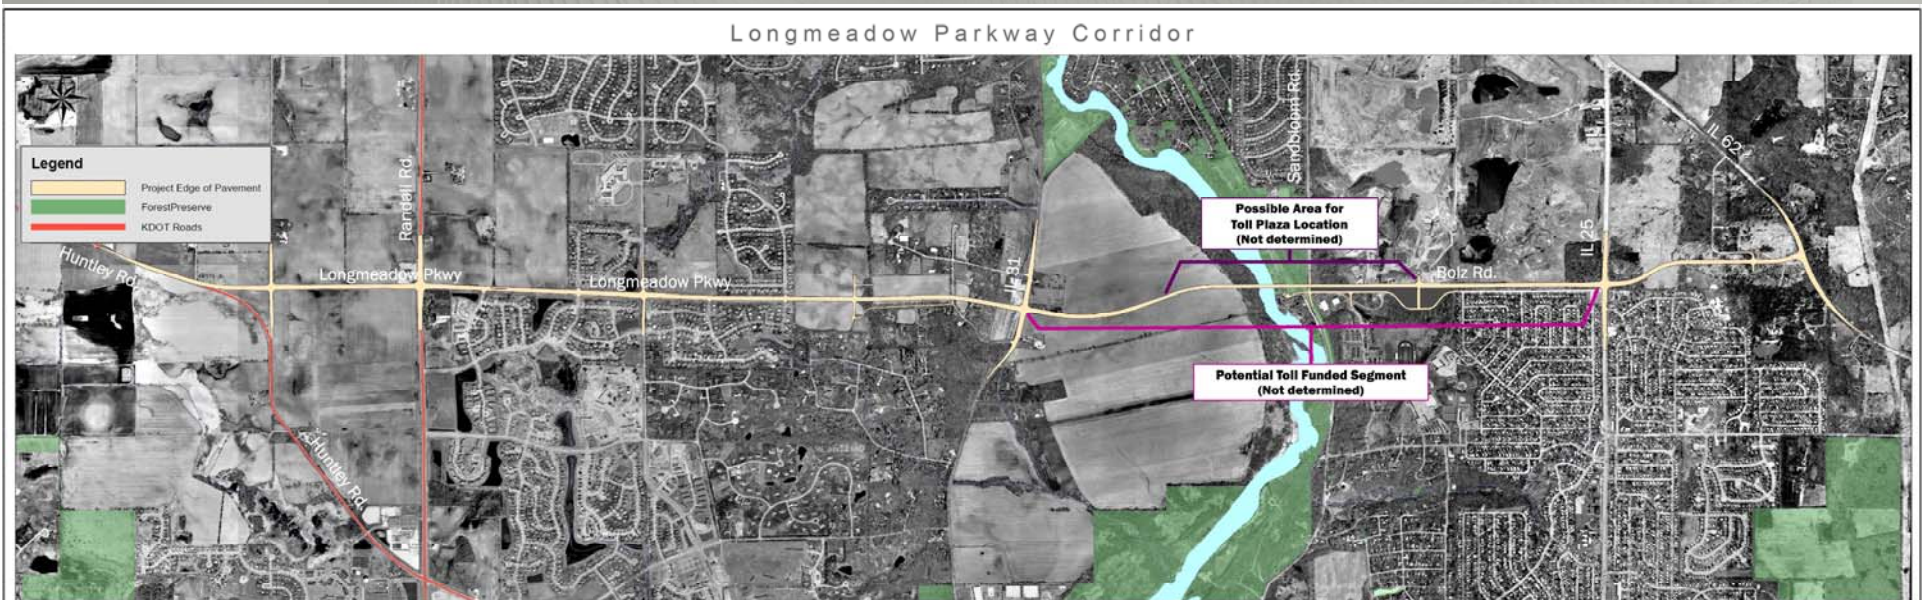 Longmeadow Parkway Corridor
Legend
Project Edge of Pavement
ForestPreserve
KDOT Roads
Huntley Rd.
Randall Rd.
Longmeadow Pkwy
Longmeadow Pkwy
IL 31
Sandbloom Rd.
IL 62
IL 25
Possible Area for
Toll Plaza Location
(Not determined)
Bolz Rd.
Potential Toll Funded Segment
(Not determined)
Huntley Rd.